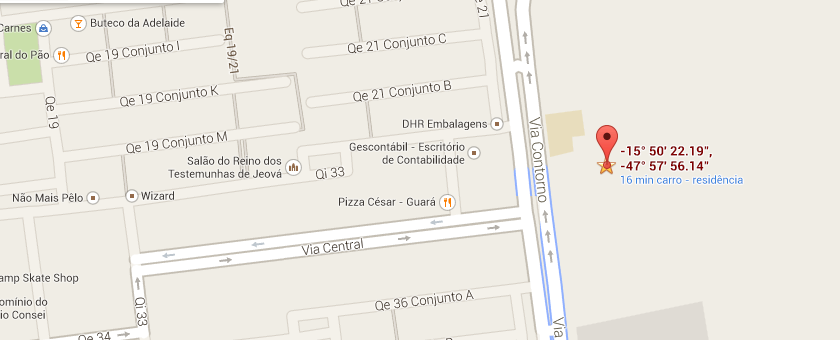 Carnes
Buteco da Adelaide
ral do Pão
Qe 19 Conjunto I
Eq 19/21
Qe 21 Conjunto C
21
Qe 19
Qe 19 Conjunto K
Qe 21 Conjunto B
DHR Embalagens
Via Contorno
Qe 19 Conjunto M
Gescontábil - Escritório
de Contabilidade
-15° 50' 22.19",
-47° 57' 56.14"
16 min carro - residência
Salão do Reino dos
Testemunhas de Jeová
Qi 33
Não Mais Pêlo
Wizard
Pizza César - Guará
Via Central
amp Skate Shop
Qi 33
omínio do
io Consei
Qe 36 Conjunto A
Qe 34
Via